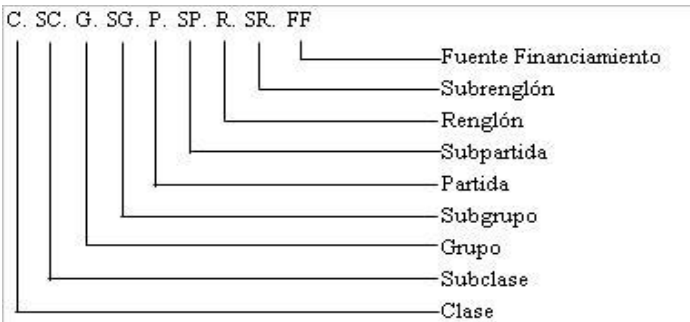 C. SC. G. SG. P. SP. R. SR. FF
Fuente Financiamiento
Subrenglón
Renglón
Subpartida
Partida
Subgrupo
Grupo
Subclase
Clase